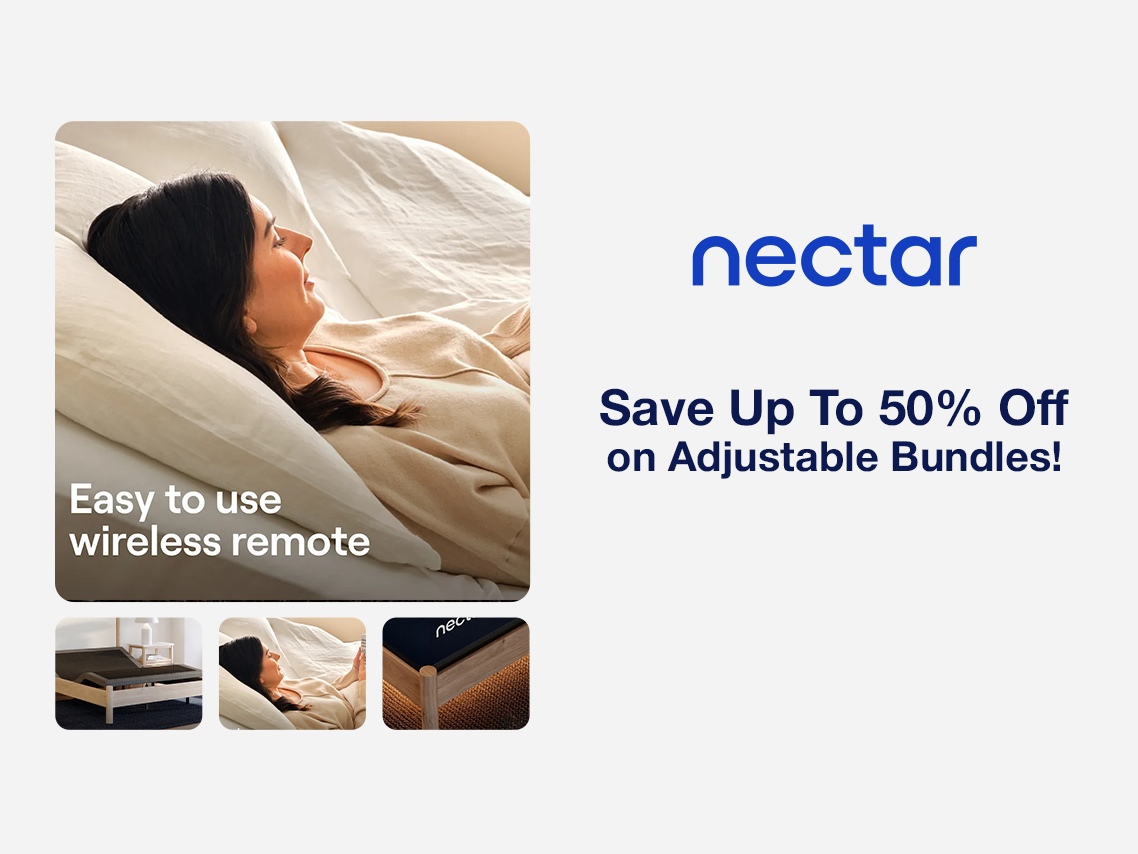 Easy to use
wireless remote
nectar
Save Up To 50% Off
on Adjustable Bundles!